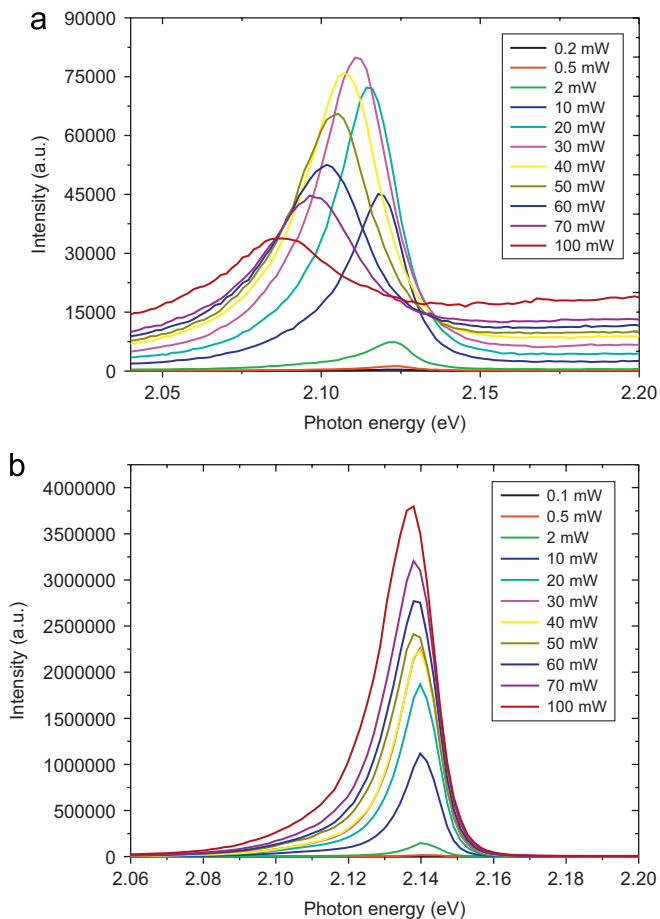 a
90000
75000
60000
45000
30000
15000
0
Intensity (a.u.)
0.2 mW
0.5 mW
2 mW
10 mW
20 mW
30 mW
40 mW
50 mW
60 mW
70 mW
100 mW
2.05
2.10
2.15
2.20
Photon energy (eV)
b
4000000
3500000
3000000
2500000
2000000
1500000
1000000
500000
0
Intensity (a.u.)
0.1 mW
0.5 mW
2 mW
10 mW
20 mW
30 mW
40 mW
50 mW
60 mW
70 mW
100 mW
2.06
2.08
2.10
2.12
2.14
2.16
2.18
2.20
Photon energy (eV)